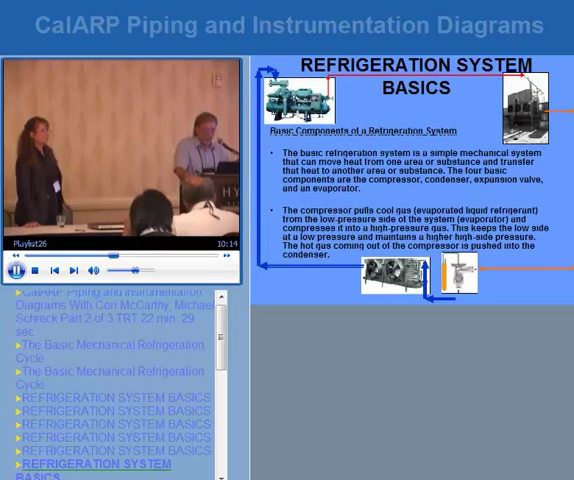 CalARP Piping and Instrumentation Diagrams
REFRIGERATION SYSTEM
BASICS
Basic Components of a Refrigeration System
• The basic refrigeration system is a simple mechanical system
that can move heat from one area or substance and transfer
that heat to another area or substance. The four basic
components are the compressor, condenser, expansion valve,
and an evaporator.
• The compressor pulls cool gas (evaporated liquid refrigerant)
from the low-pressure side of the system (evaporator) and
compresses it into a high-pressure gas. This keeps the low side
at a low pressure and maintains a higher high-side pressure.
The hot gas coming out of the compressor is pushed into the
condenser.
HY
Playlist26 10:14
CalARP Piping and Instrumentation
Diagrams With Cori McCarthy, Michael
Schreck Part 2 of 3 TRT 22 min. 29
sec.
The Basic Mechanical Refrigeration
Cycle
The Basic Mechanical Refrigeration
Cycle
REFRIGERATION SYSTEM BASICS
REFRIGERATION SYSTEM BASICS
REFRIGERATION SYSTEM BASICS
REFRIGERATION SYSTEM BASICS
REFRIGERATION SYSTEM BASICS
REFRIGERATION SYSTEM
BASICS